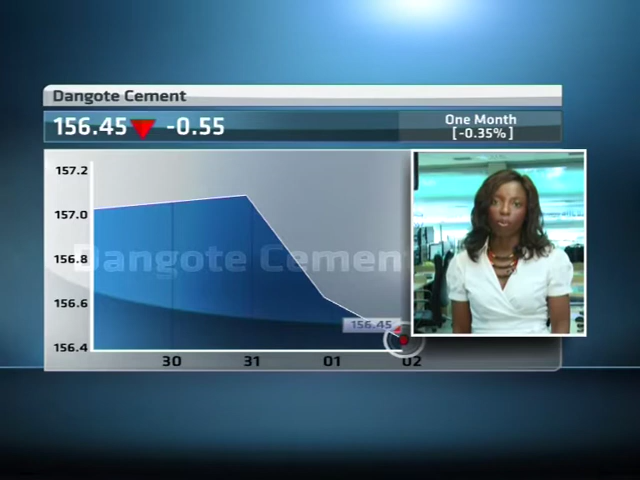 Dangote Cement
156.45 -0.55
One Month
[-0.35%]
157.2
157.0
156.8
156.6
156.4
Dangote Cement
156.45
30 31 01 02